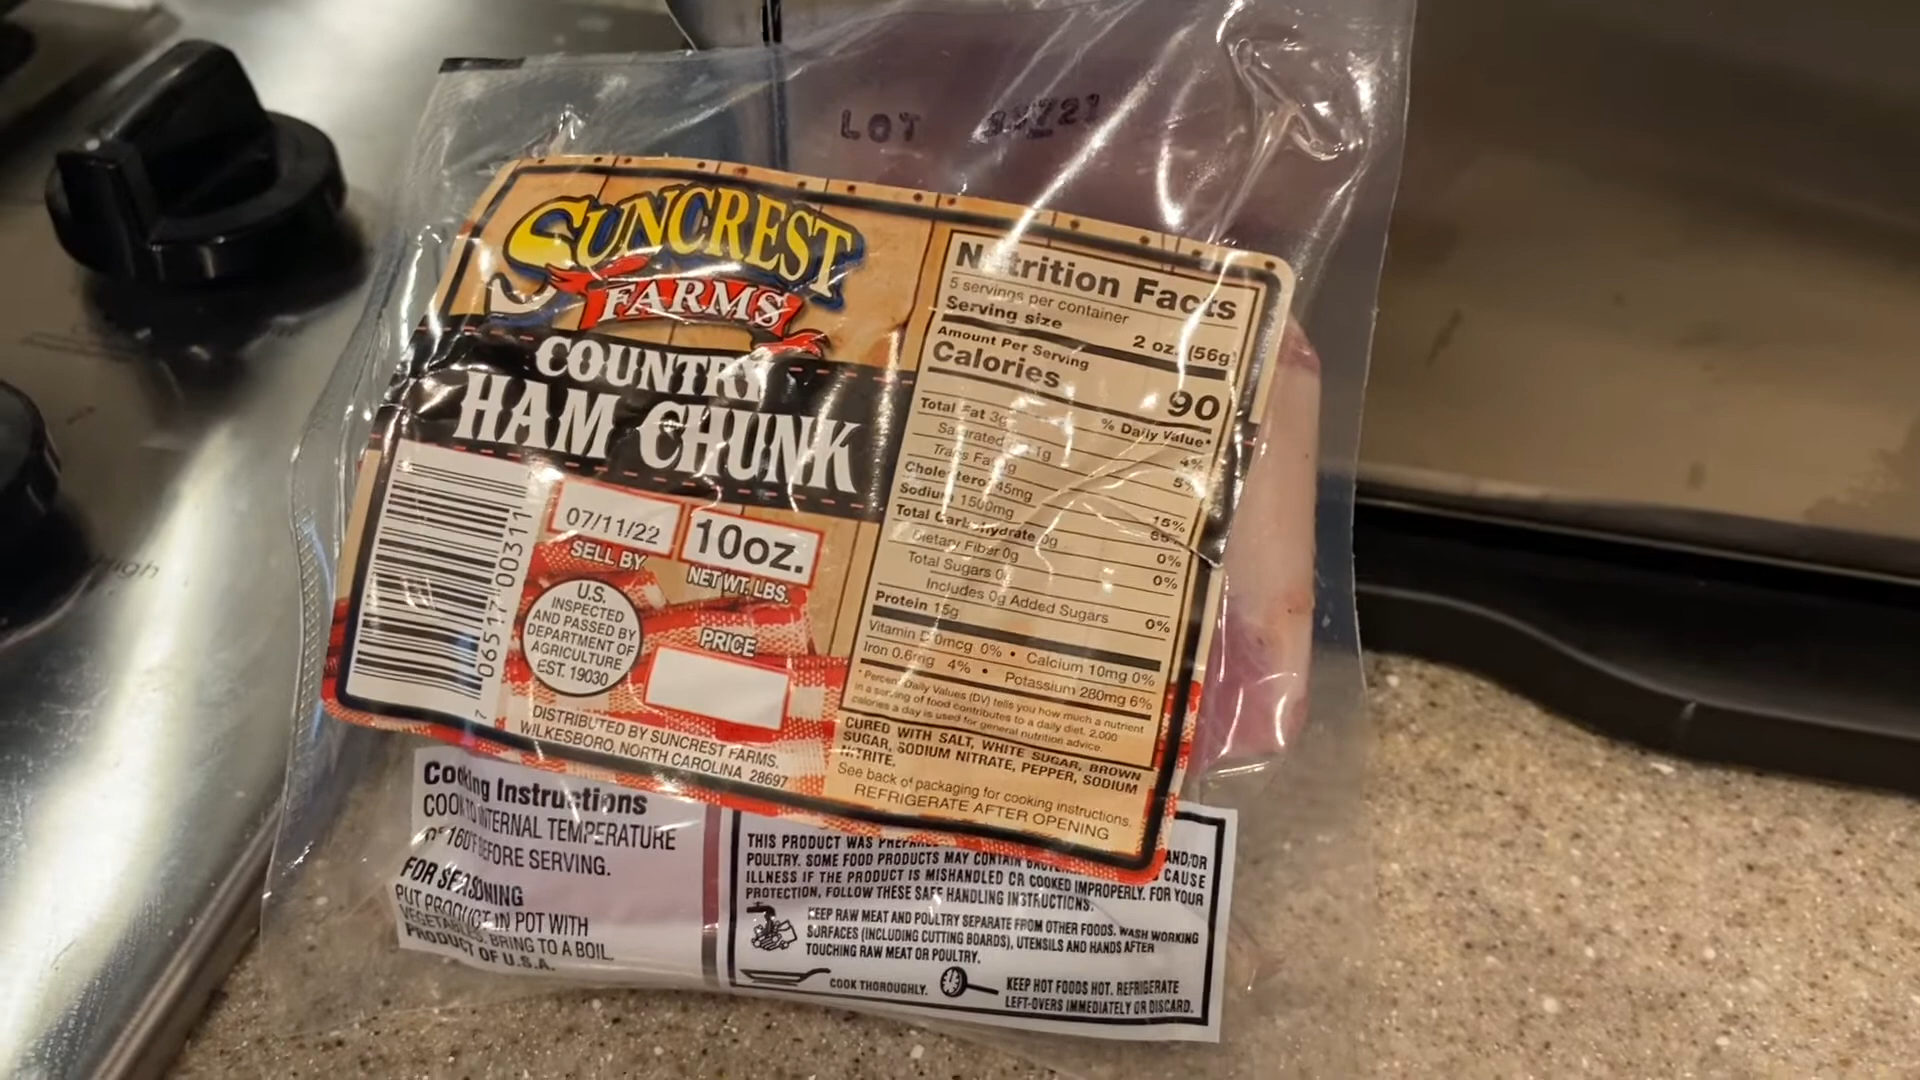 LOT
SUNCREST
FARMS
COUNTRY
HAM CHUNK
07/11/22
SELL BY
10oz.
NET WT. LBS.
U.S.
INSPECTED
AND PASSED BY
DEPARTMENT OF
AGRICULTURE
EST. 19030
PRICE
7 06517 00311
DISTRIBUTED BY SUNCREST FARMS.
WILKESBORO, NORTH CAROLINA 28697
Nutrition Facts
5 servings per container
Serving size 2 oz. (56g)
Amount Per Serving
Calories 90
% Daily Value*
Total Fat 3g 4%
Saturated 1g 5%
Trans Fat 0g
Cholesterol 45mg 15%
Sodium 1500mg 65%
Total Carbohydrate 0g 0%
Dietary Fiber 0g 0%
Total Sugars 0g
Includes 0g Added Sugars 0%
Protein 15g
Vitamin D 0mcg 0% • Calcium 10mg 0%
Iron 0.6mg 4% • Potassium 280mg 6%
* Percent Daily Values (DV) tells you how much a nutrient
in a serving of food contributes to a daily diet. 2,000
calories a day is used for general nutrition advice.
CURED WITH SALT, WHITE SUGAR, BROWN
SUGAR, SODIUM NITRATE, PEPPER, SODIUM
NITRITE.
See back of packaging for cooking instructions.
REFRIGERATE AFTER OPENING
Cooking Instructions
COOK TO INTERNAL TEMPERATURE
OF 160°F BEFORE SERVING.
FOR SEASONING
PUT PRODUCT IN POT WITH
VEGETABLES. BRING TO A BOIL.
PRODUCT OF U.S.A.
THIS PRODUCT WAS PREPARED AND/OR
POULTRY. SOME FOOD PRODUCTS MAY CONTAIN CAUSE
ILLNESS IF THE PRODUCT IS MISHANDLED OR COOKED IMPROPERLY. FOR YOUR
PROTECTION, FOLLOW THESE SAFE HANDLING INSTRUCTIONS.
KEEP RAW MEAT AND POULTRY SEPARATE FROM OTHER FOODS. WASH WORKING
SURFACES (INCLUDING CUTTING BOARDS), UTENSILS AND HANDS AFTER
TOUCHING RAW MEAT OR POULTRY.
COOK THOROUGHLY.
KEEP HOT FOODS HOT. REFRIGERATE
LEFT-OVERS IMMEDIATELY OR DISCARD.